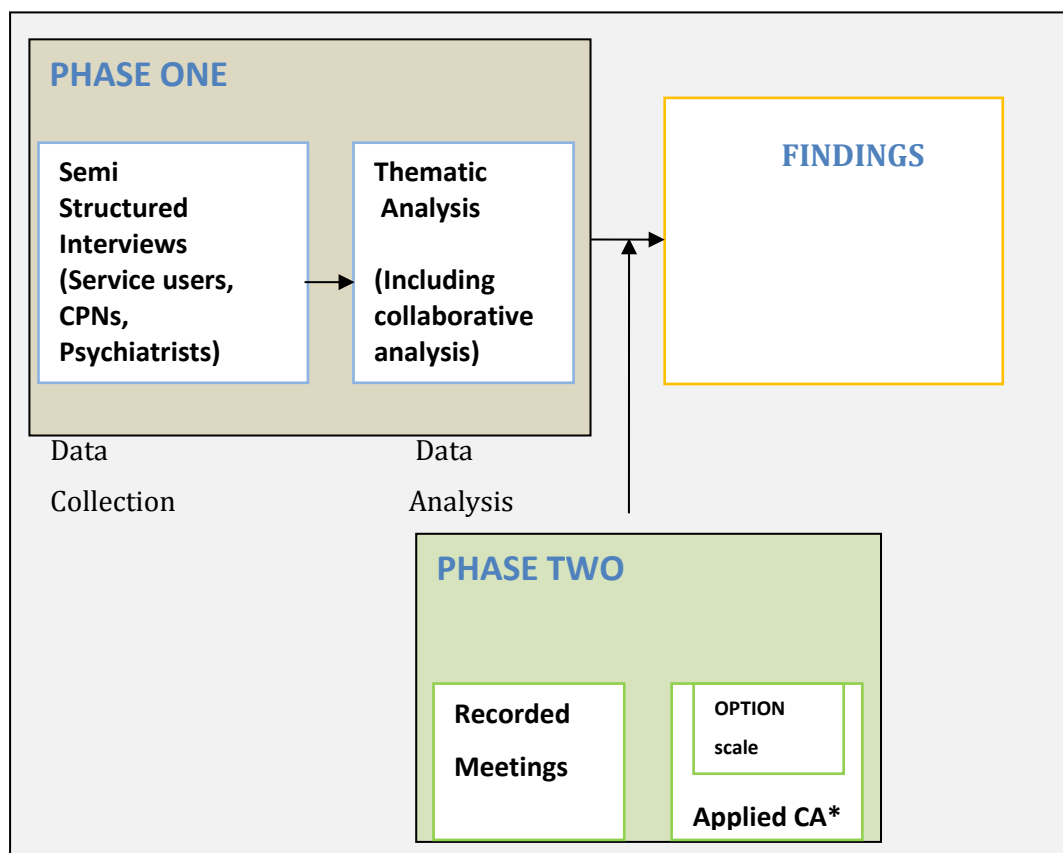 PHASE ONE
Semi
Structured
Interviews
(Service users,
CPNs,
Psychiatrists)
Thematic
Analysis
(Including
collaborative
analysis)
FINDINGS
Data
Collection
Data
Analysis
PHASE TWO
Recorded
Meetings
OPTION
scale
Applied CA*